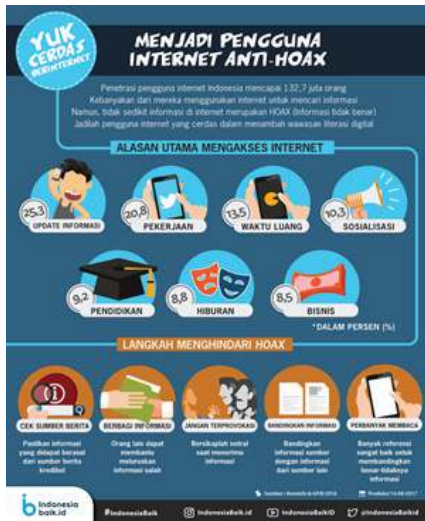 YUK
CERDAS
BERINTERNET
MENJADI PENGGUNA
INTERNET ANTI-HOAX
Penetrasi pengguna internet Indonesia mencapai 132,7 juta orang
Kebanyakan dari mereka menggunakan internet untuk mencari informasi
Namun, tidak sedikit informasi di internet merupakan HOAX (Informasi tidak benar)
Jadilah pengguna internet yang cerdas dalam menambah wawasan literasi digital
ALASAN UTAMA MENGAKSES INTERNET
25,3
UPDATE INFORMASI
20,8
PEKERJAAN
13,5
WAKTU LUANG
10,3
SOSIALISASI
9,2
PENDIDIKAN
8,8
HIBURAN
8,5
BISNIS
*DALAM PERSEN (%)
LANGKAH MENGHINDARI HOAX
CEK SUMBER BERITA
Pastikan informasi
yang didapat berasal
dari sumber berita
kredibel
BERBAGI INFORMASI
Orang lain dapat
membantu
meluruskan
informasi salah
JANGAN TERPROVOKASI
Bersikaplah netral
saat menerima
informasi
BANDINGKAN INFORMASI
Bandingkan
informasi sumber
dengan informasi
dari sumber lain
PERBANYAK MEMBACA
Banyak referensi
sangat baik untuk
membandingkan
benar-tidaknya
informasi
Indonesia
baik.id
#IndonesiaBaik
IndonesiaBaik.id
IndonesiaBaikID
@IndonesiaBaikId